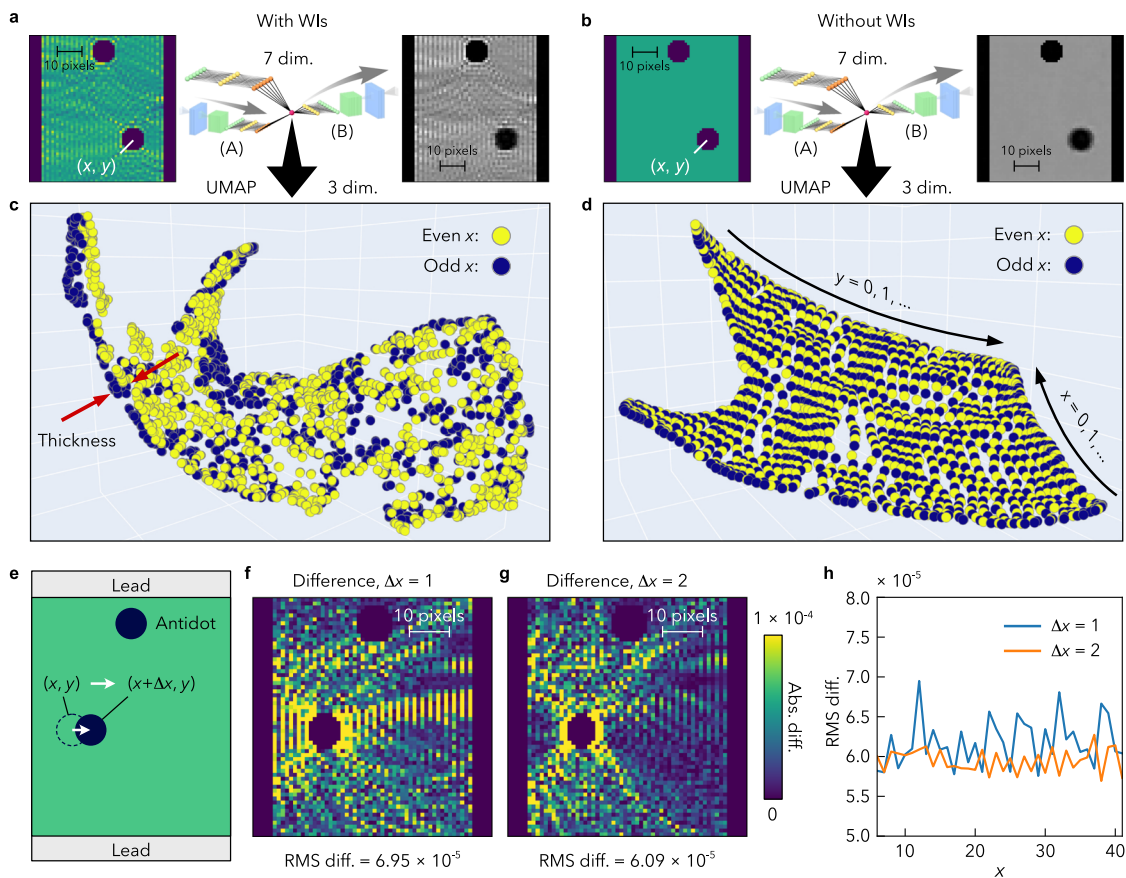 a
With WIs
10 pixels
(x, y)
7 dim.
(A)
(B)
10 pixels
UMAP
3 dim.
b
Without WIs
10 pixels
(x, y)
7 dim.
(A)
(B)
10 pixels
UMAP
3 dim.
c
Even x:
Odd x:
Thickness
d
Even x:
Odd x:
y = 0, 1, ...
x = 0, 1, ...
e
Lead
Antidot
(x, y)
(x+Δx, y)
Lead
f
Difference, Δx = 1
10 pixels
RMS diff. = 6.95 × 10⁻⁵
g
Difference, Δx = 2
10 pixels
RMS diff. = 6.09 × 10⁻⁵
1 × 10⁻⁴
Abs. diff.
0
h
× 10⁻⁵
8.0
7.5
7.0
6.5
6.0
5.5
5.0
RMS diff.
Δx = 1
Δx = 2
10
20
30
40
x